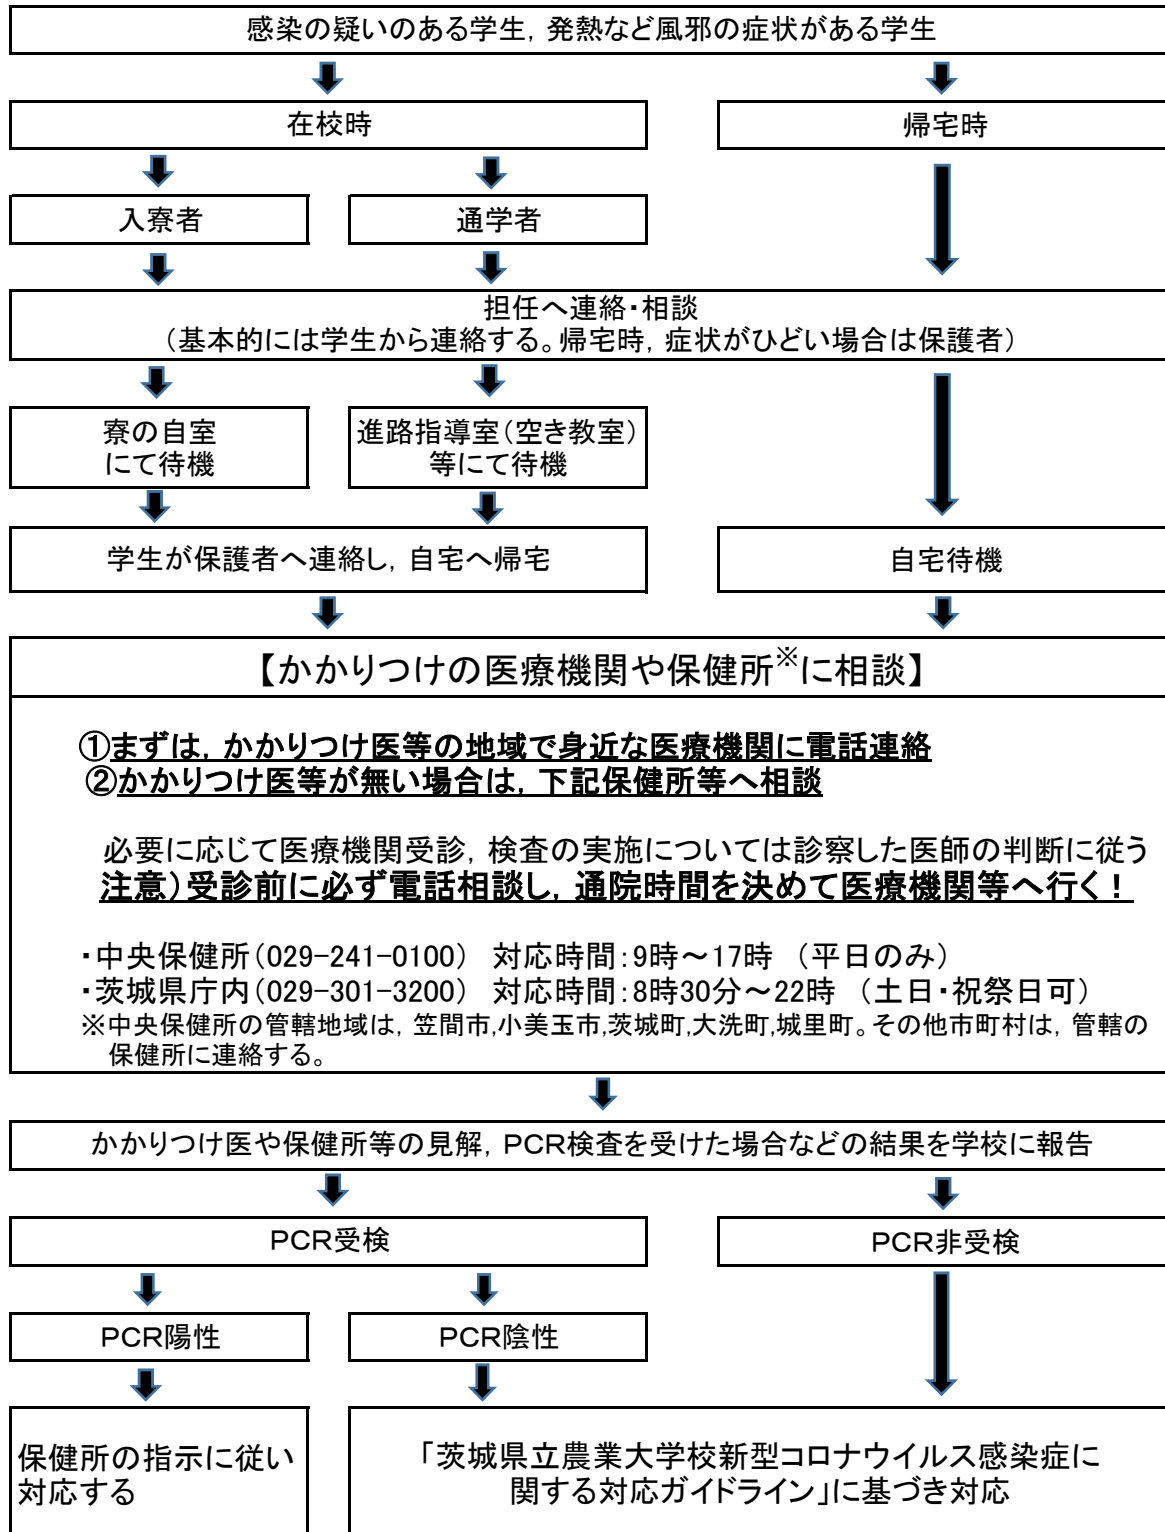 感染の疑いのある学生，発熱など風邪の症状がある学生
在校時
帰宅時
入寮者
通学者
担任へ連絡・相談
（基本的には学生から連絡する。帰宅時，症状がひどい場合は保護者）
寮の自室
にて待機
進路指導室（空き教室）
等にて待機
学生が保護者へ連絡し，自宅へ帰宅
自宅待機
【かかりつけの医療機関や保健所※に相談】
①まずは，かかりつけ医等の地域で身近な医療機関に電話連絡
②かかりつけ医等が無い場合は，下記保健所等へ相談
必要に応じて医療機関受診，検査の実施については診察した医師の判断に従う
注意）受診前に必ず電話相談し，通院時間を決めて医療機関等へ行く！
・中央保健所（029-241-0100） 対応時間：9時～17時 （平日のみ）
・茨城県庁内（029-301-3200） 対応時間：8時30分～22時 （土日・祝祭日可）
※中央保健所の管轄地域は，笠間市,小美玉市,茨城町,大洗町,城里町。その他市町村は，管轄の
保健所に連絡する。
かかりつけ医や保健所等の見解，ＰＣＲ検査を受けた場合などの結果を学校に報告
ＰＣＲ受検
ＰＣＲ非受検
ＰＣＲ陽性
ＰＣＲ陰性
保健所の指示に従い
対応する
「茨城県立農業大学校新型コロナウイルス感染症に
関する対応ガイドライン」に基づき対応